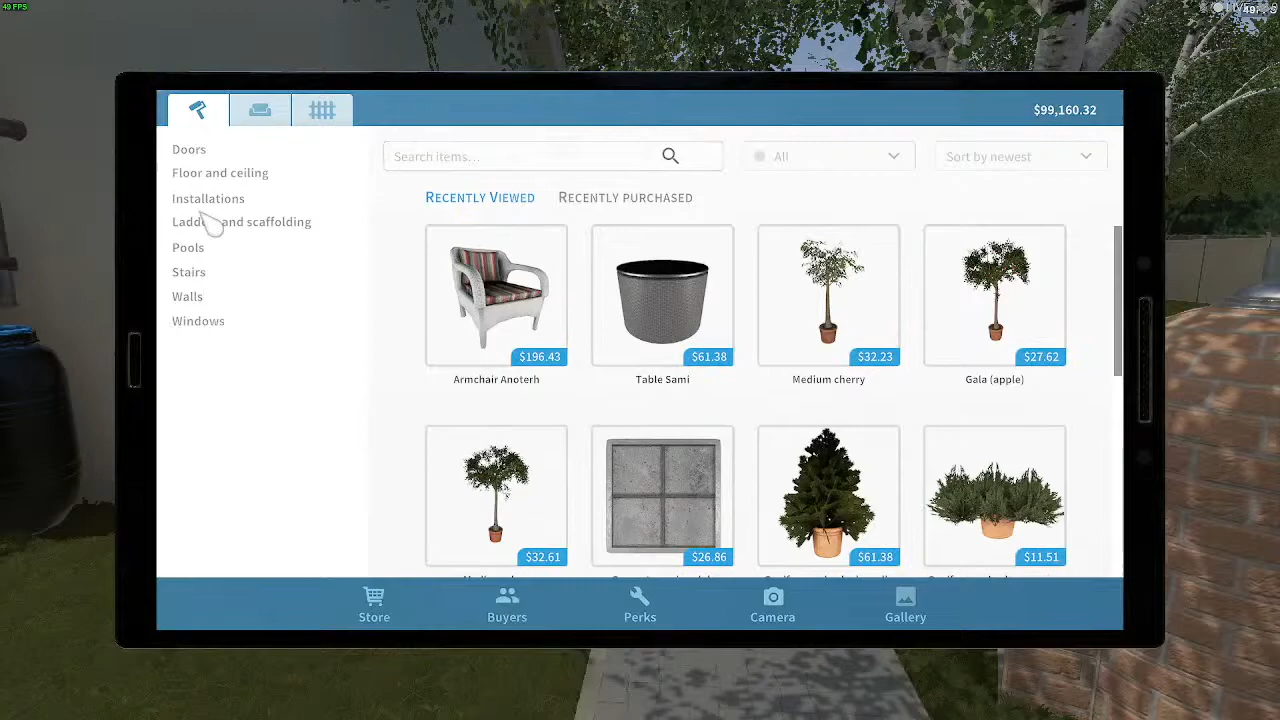 49 FPS
$99,160.32
Search items...
All
Sort by newest
Doors
Floor and ceiling
Installations
and scaffolding
Pools
Stairs
Walls
Windows
RECENTLY VIEWED
RECENTLY PURCHASED
$196.43
$61.38
$32.23
$27.62
Armchair Anoterh
Table Sami
Medium cherry
Gala (apple)
$32.61
$26.86
$61.38
$11.51
Store
Buyers
Perks
Camera
Gallery